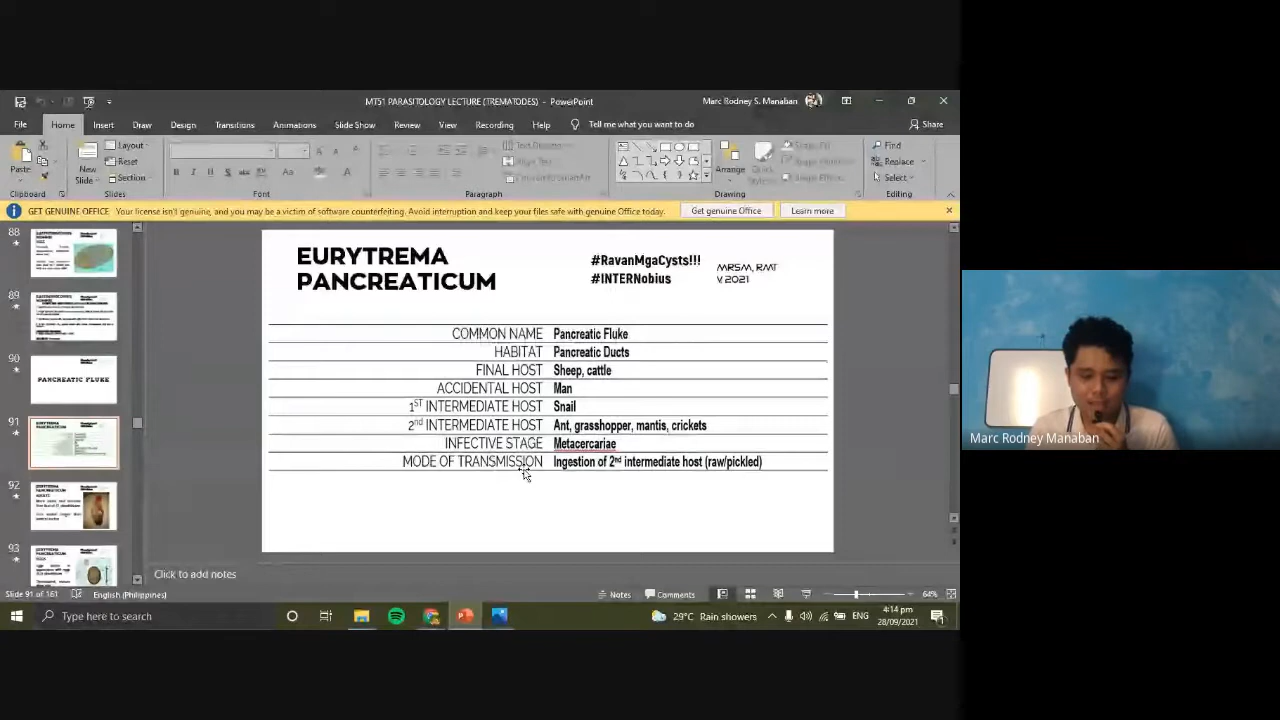 MT51 PARASITOLOGY LECTURE (TREMATODES) - PowerPoint
Marc Rodney S. Manaban
File Home Insert Draw Design Transitions Animations Slide Show Review View Recording Help Tell me what you want to do Share
Paste
New
Slide
Layout
Reset
Section
Arrange
Find
Replace
Select
Clipboard Slides Font Paragraph Drawing Editing
GET GENUINE OFFICE Your license isn't genuine, and you may be a victim of software counterfeiting. Avoid interruption and keep your files safe with genuine Office today. Get genuine Office Learn more
88
89
90
PANCREATIC FLUKE
91
92
93
EURYTREMA
PANCREATICUM
#RavanMgaCysts!!!
#INTERNobius
MRSM, RMT
V.2021
COMMON NAME Pancreatic Fluke
HABITAT Pancreatic Ducts
FINAL HOST Sheep, cattle
ACCIDENTAL HOST Man
1ST INTERMEDIATE HOST Snail
2nd INTERMEDIATE HOST Ant, grasshopper, mantis, crickets
INFECTIVE STAGE Metacercariae
MODE OF TRANSMISSION Ingestion of 2nd intermediate host (raw/pickled)
Click to add notes
Slide 91 of 161 English (Philippines) Notes Comments 64%
Type here to search 29°C Rain showers ENG 4:14 pm
28/09/2021
Marc Rodney Manaban